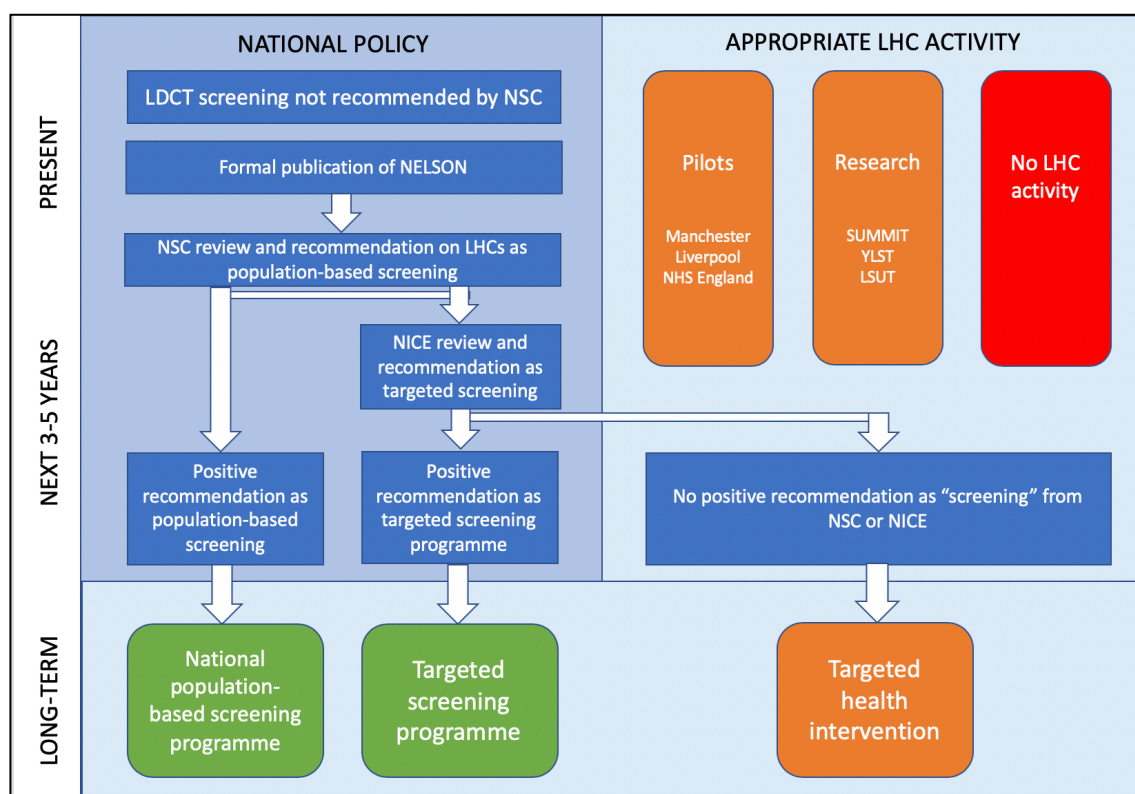 NATIONAL POLICY
APPROPRIATE LHC ACTIVITY
PRESENT
LDCT screening not recommended by NSC
Formal publication of NELSON
NSC review and recommendation on LHCs as
population-based screening
Pilots
Manchester
Liverpool
NHS England
Research
SUMMIT
YLST
LSUT
No LHC
activity
NEXT 3-5 YEARS
NICE review and
recommendation as
targeted screening
Positive
recommendation as
population-based
screening
Positive
recommendation as
targeted screening
programme
No positive recommendation as “screening” from
NSC or NICE
LONG-TERM
National
population-
based screening
programme
Targeted
screening
programme
Targeted
health
intervention